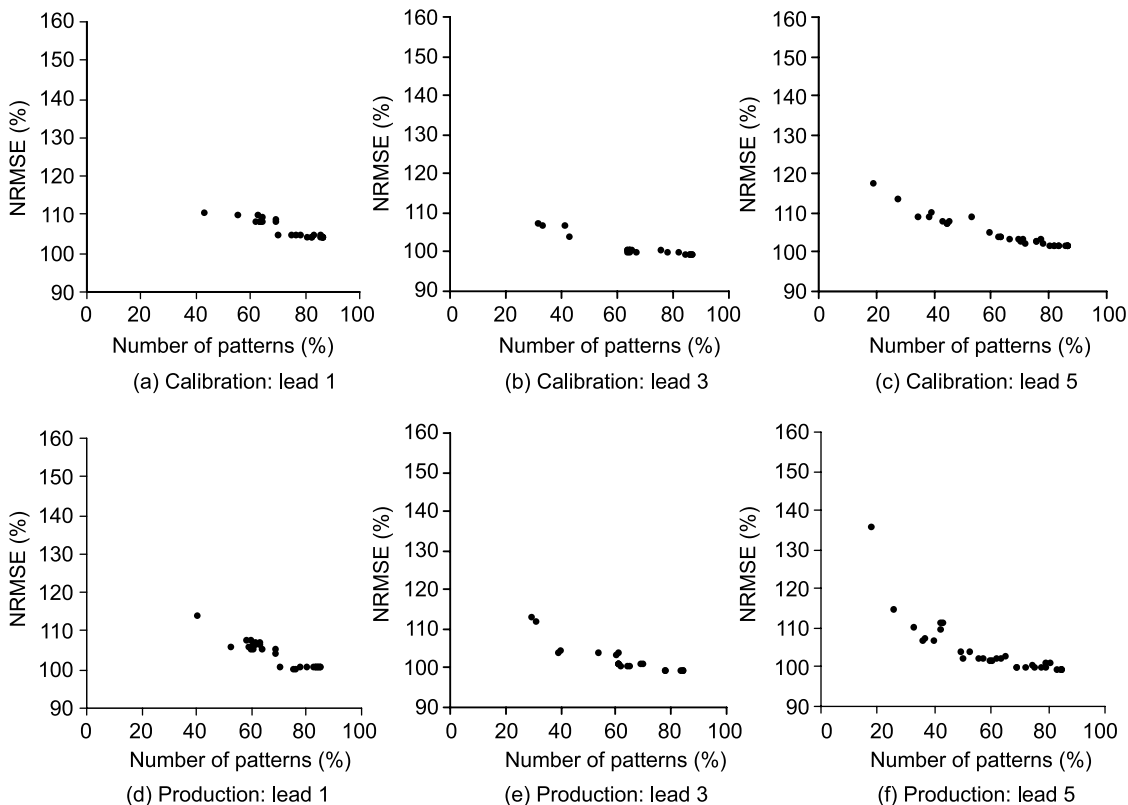 160
150
140
130
120
110
100
90
NRMSE (%)
0 20 40 60 80 100
Number of patterns (%)
(a) Calibration: lead 1
160
150
140
130
120
110
100
90
NRMSE (%)
0 20 40 60 80 100
Number of patterns (%)
(b) Calibration: lead 3
160
150
140
130
120
110
100
90
NRMSE (%)
0 20 40 60 80 100
Number of patterns (%)
(c) Calibration: lead 5
160
150
140
130
120
110
100
90
NRMSE (%)
0 20 40 60 80 100
Number of patterns (%)
(d) Production: lead 1
160
150
140
130
120
110
100
90
NRMSE (%)
0 20 40 60 80 100
Number of patterns (%)
(e) Production: lead 3
160
150
140
130
120
110
100
90
NRMSE (%)
0 20 40 60 80 100
Number of patterns (%)
(f) Production: lead 5